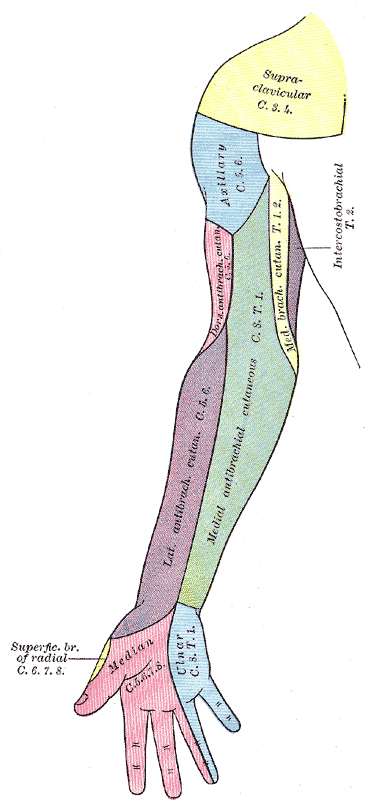 Supra-
clavicular
C. 3. 4.
Axillary
C. 5. 6.
Intercostobrachial
T. 2.
Dors. antibrach. cutan.
C. 5. 6.
Med. brach. cutan. T. 1. 2.
Medial antibrachial cutaneous C. 8. T. 1.
Lat. antibrach. cutan. C. 5. 6.
Superfic. br.
of radial
C. 6. 7. 8.
Median
C.5.6.7.8.
Ulnar
C. 8. T. 1.